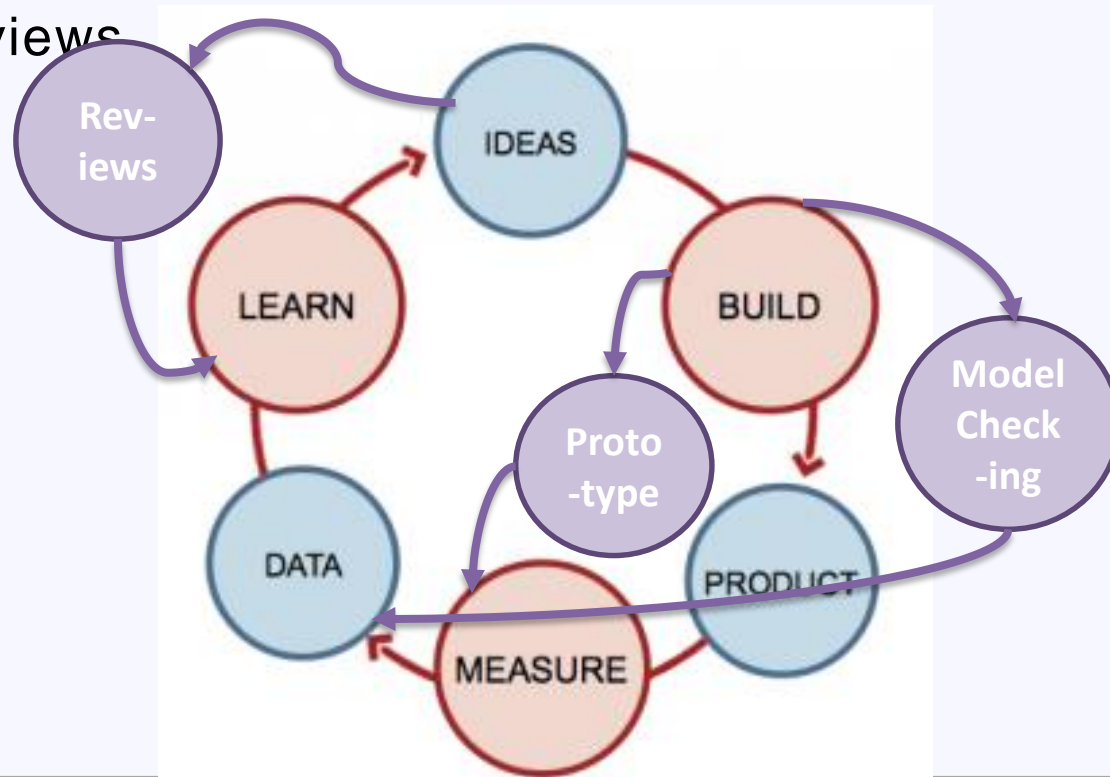 views
Rev-
iews
IDEAS
LEARN
BUILD
Model
Check
-ing
Proto
-type
DATA
PRODUCT
MEASURE